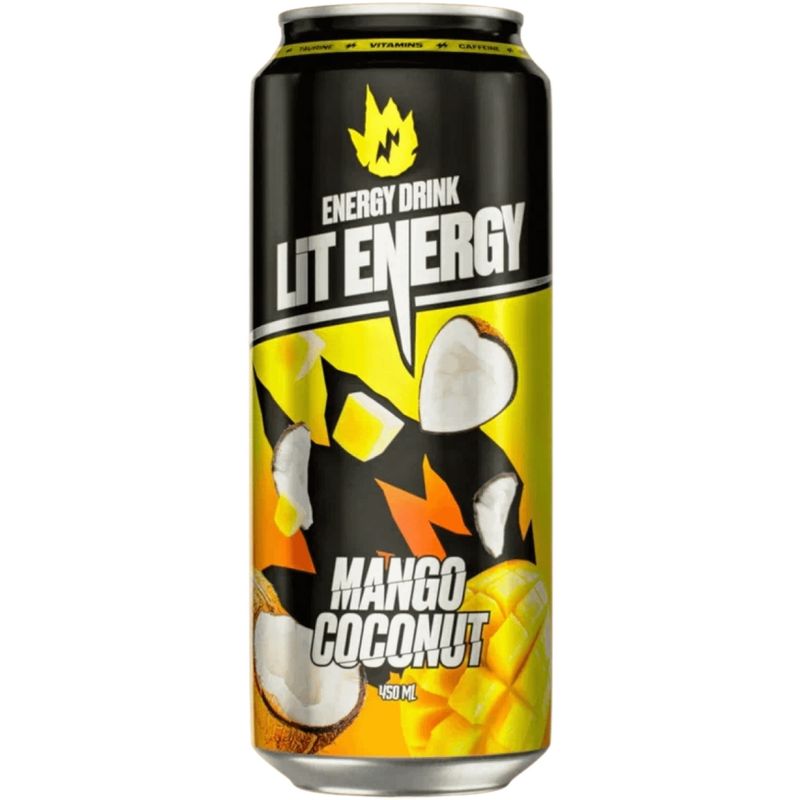 TAURINE VITAMINS CAFFEINE
ENERGY DRINK
LiT ENERGY
MANGO
COCONUT
450 ML